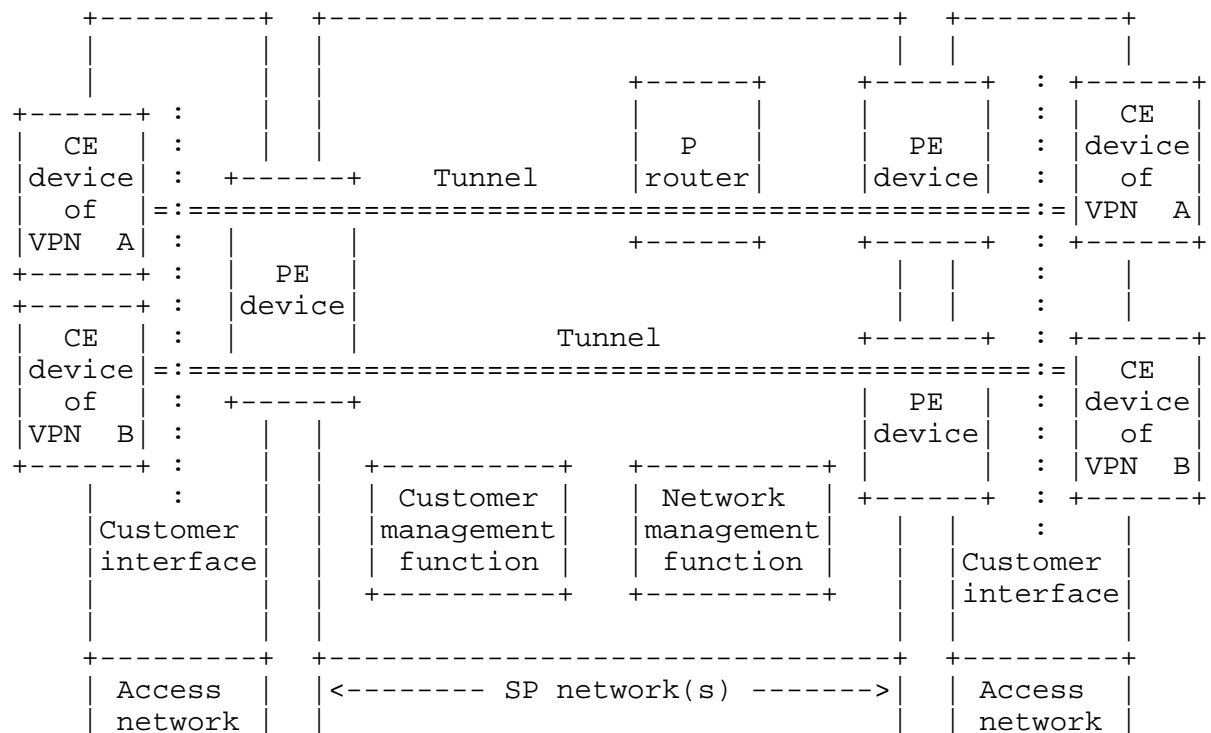 CE
device
of
VPN A
CE
device
of
VPN B
Customer
interface
PE
device
Tunnel
P
router
PE
device
Tunnel
PE
device
CE
device
of
VPN A
CE
device
of
VPN B
Customer
management
function
Network
management
function
Customer
interface
Access
network
<-------- SP network(s) ------->
Access
network